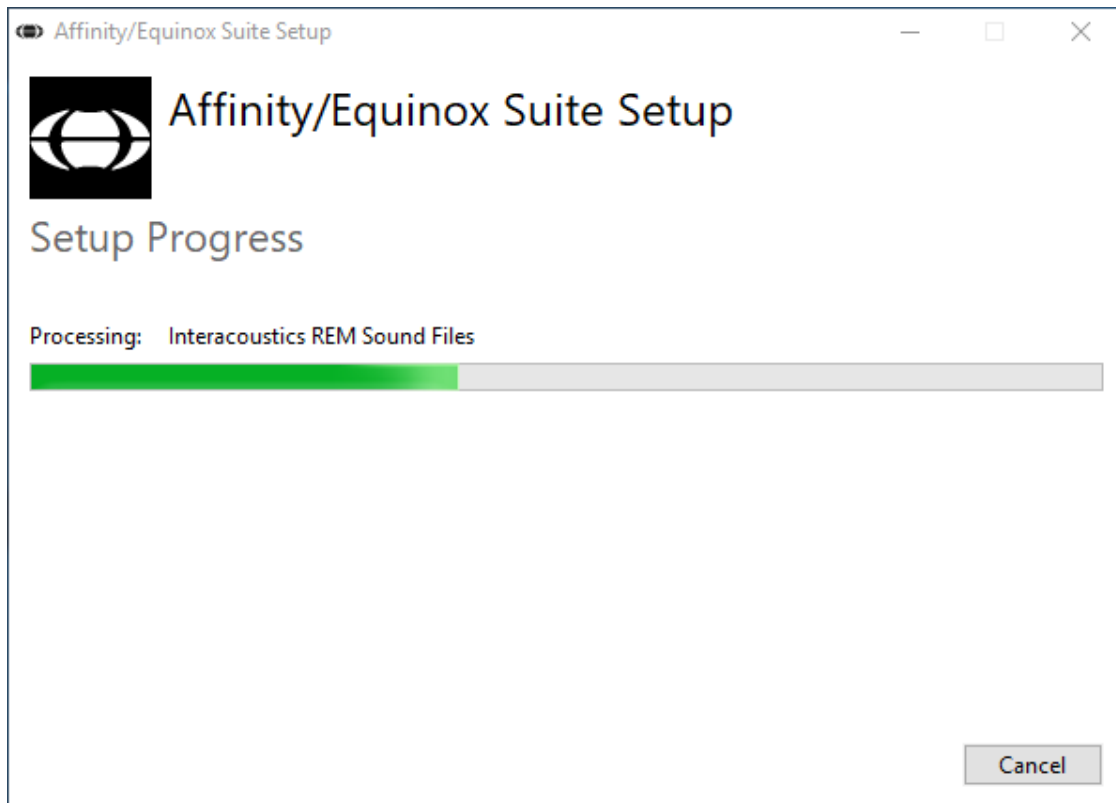 Affinity/Equinox Suite Setup
Affinity/Equinox Suite Setup
Setup Progress
Processing: Interacoustics REM Sound Files
Cancel